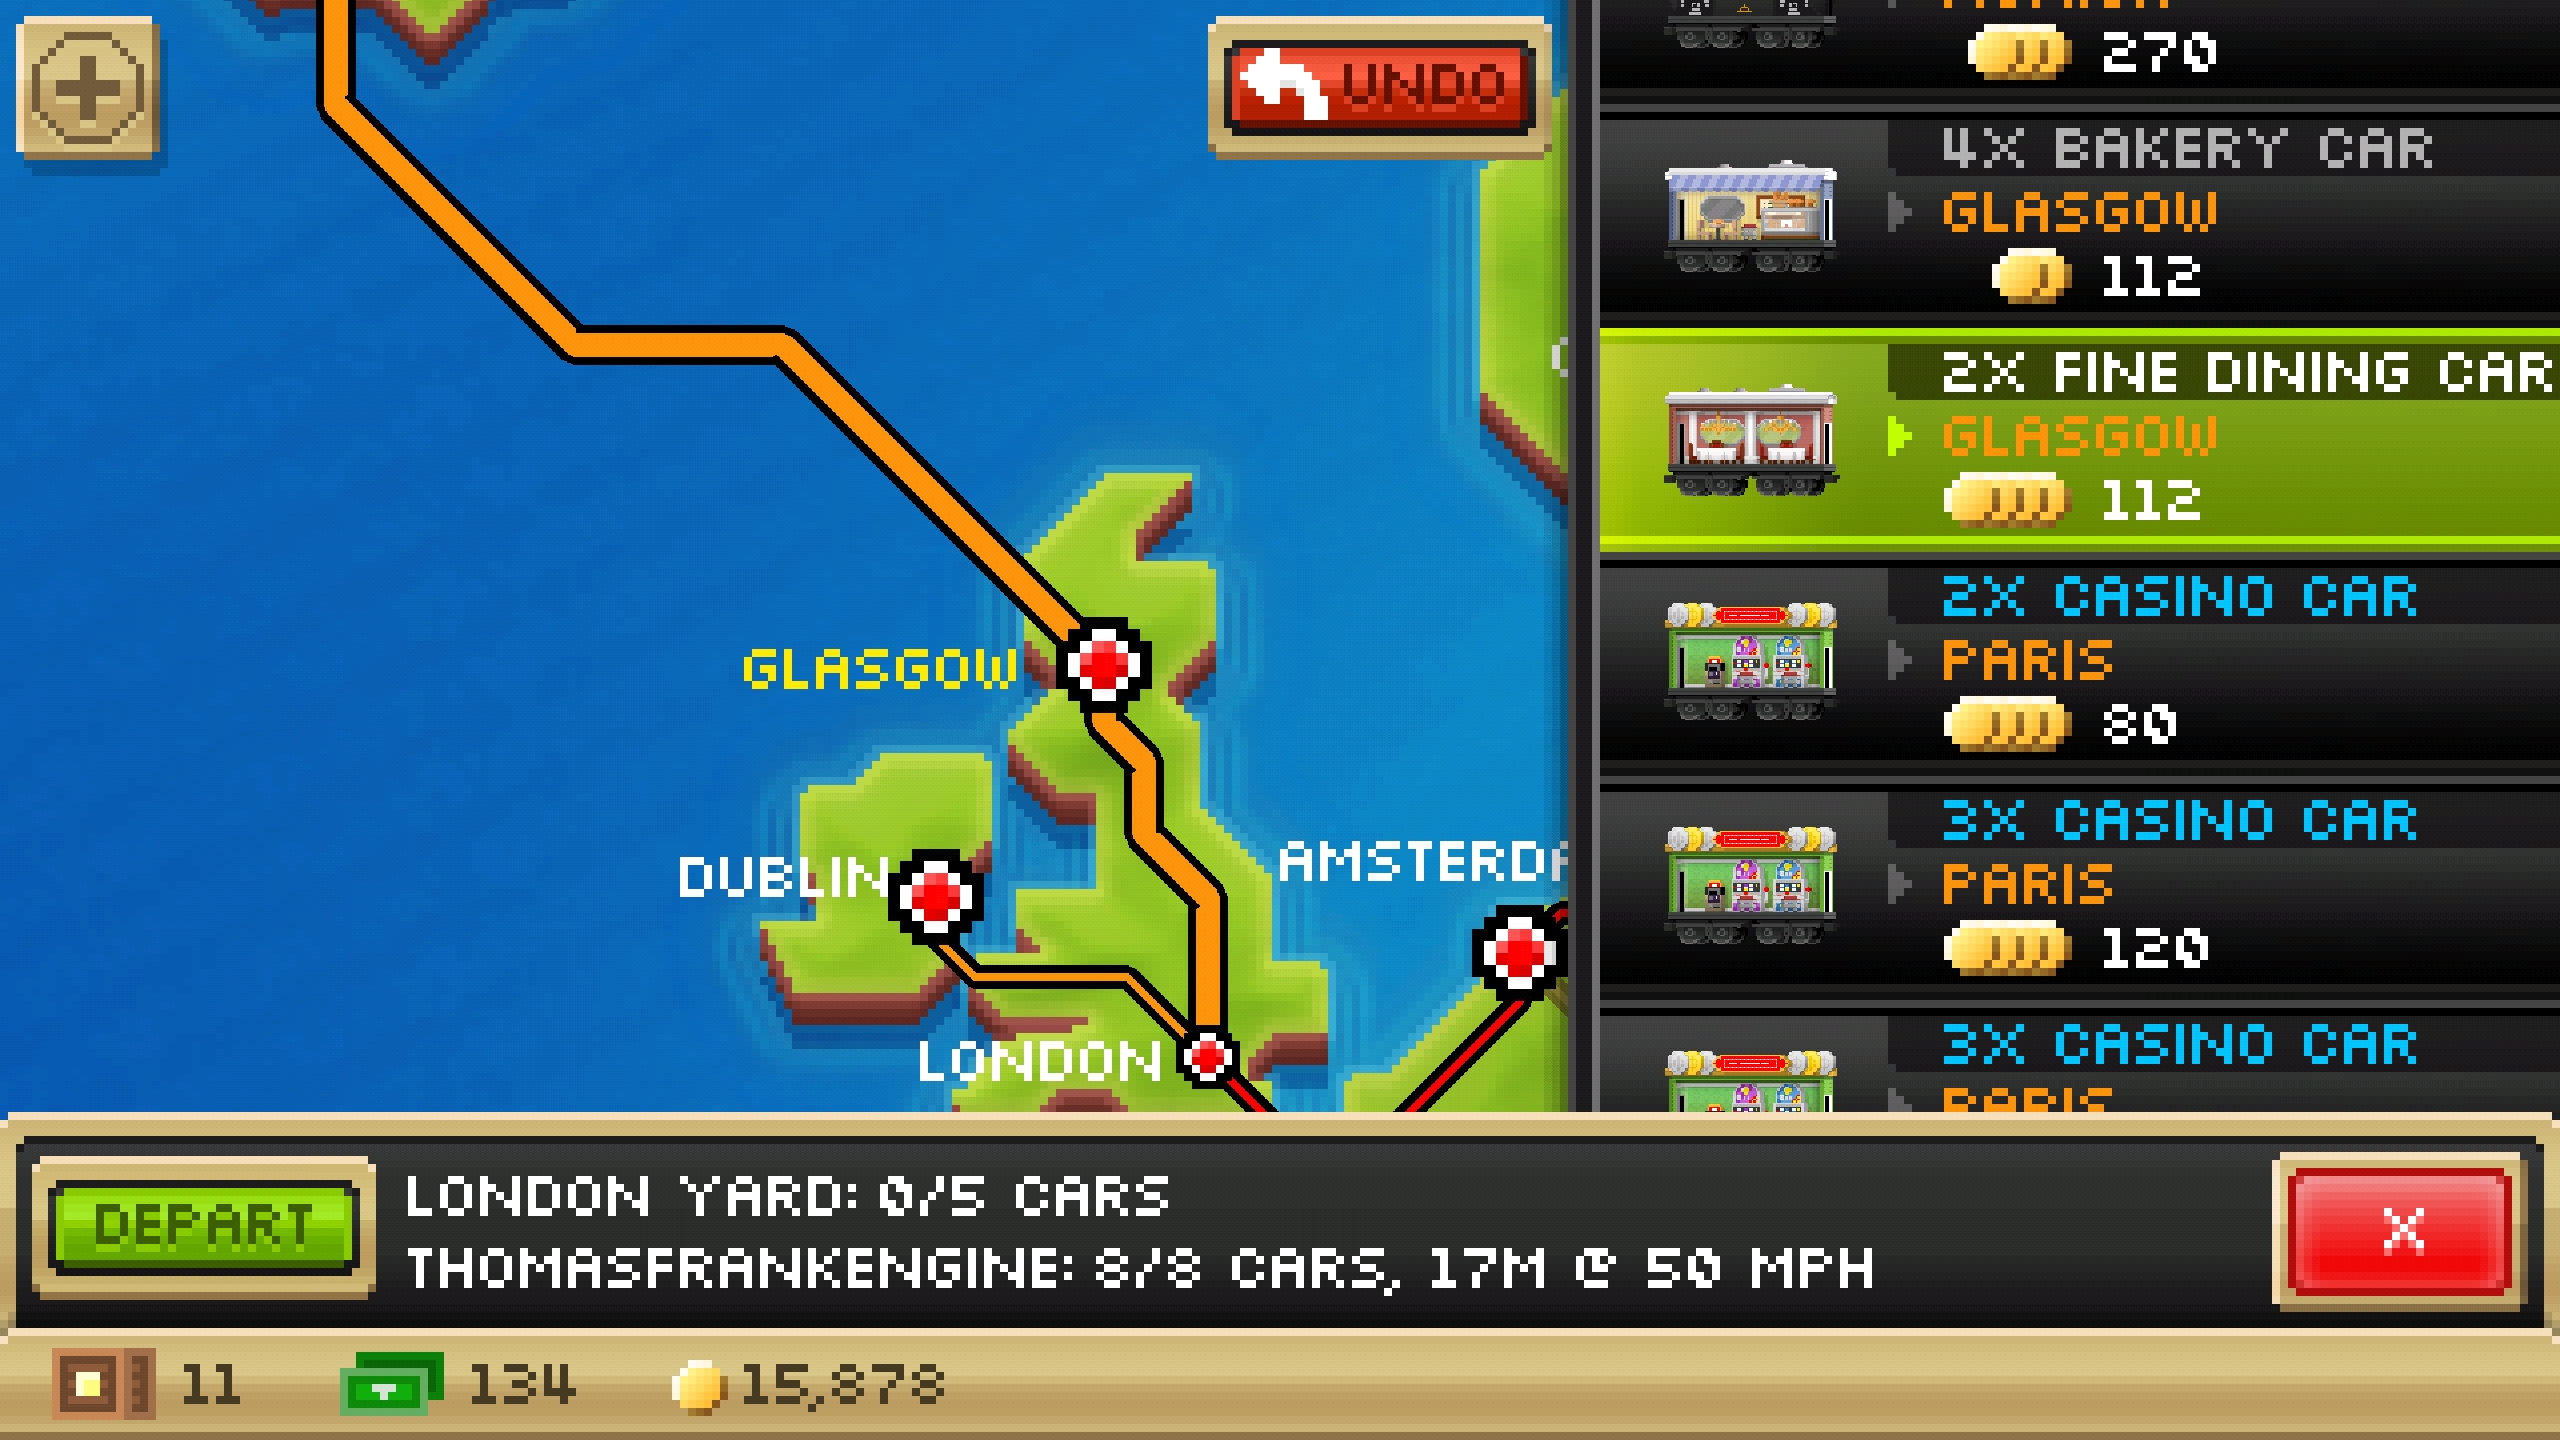 270
UNDO
4X BAKERY CAR
GLASGOW
112
2X FINE DINING CAR
GLASGOW
112
2X CASINO CAR
PARIS
80
3X CASINO CAR
PARIS
120
3X CASINO CAR
PARIS
GLASGOW
DUBLIN
AMSTERDA
LONDON
DEPART
LONDON YARD: 0/5 CARS
THOMASFRANKENGINE: 8/8 CARS, 17M @ 50 MPH
X
11
134
15,878